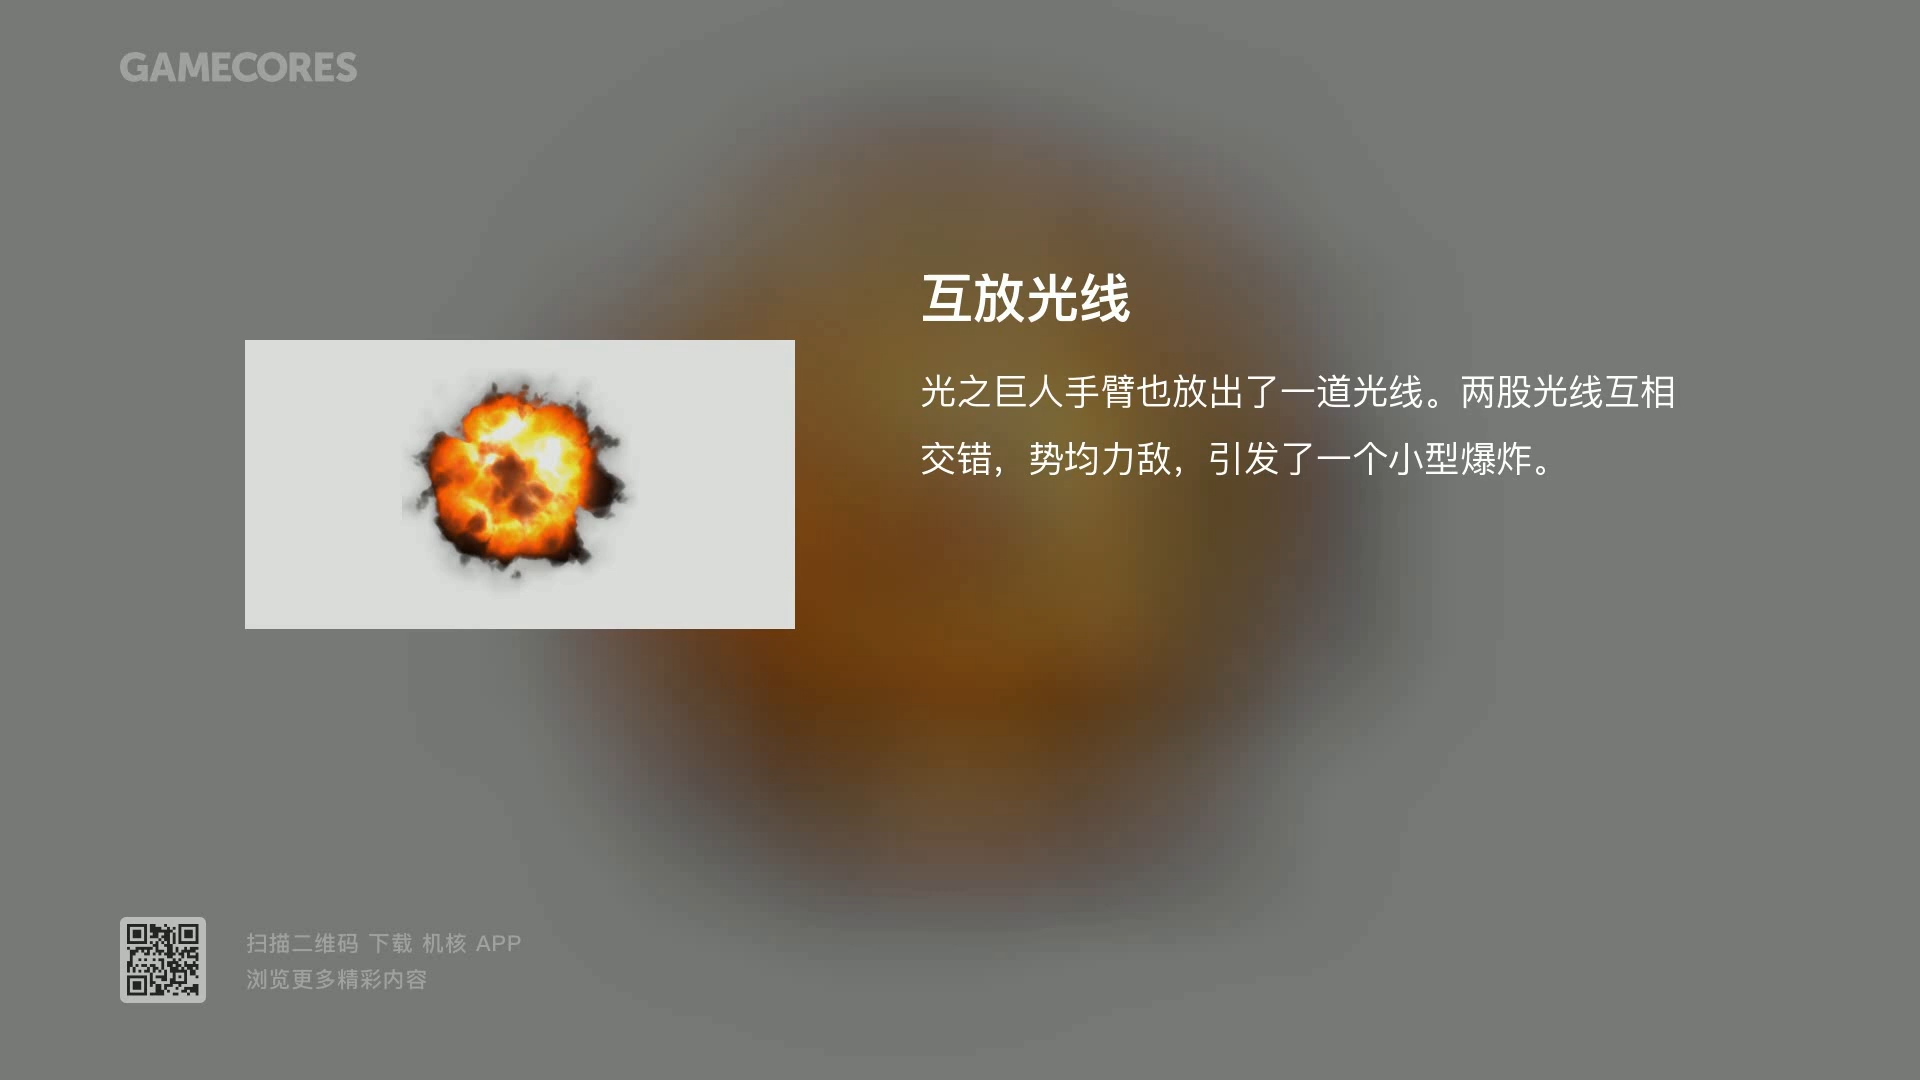 GAMECORES
互放光线
光之巨人手臂也放出了一道光线。两股光线互相
交错，势均力敌，引发了一个小型爆炸。
扫描二维码 下载 机核 APP
浏览更多精彩内容